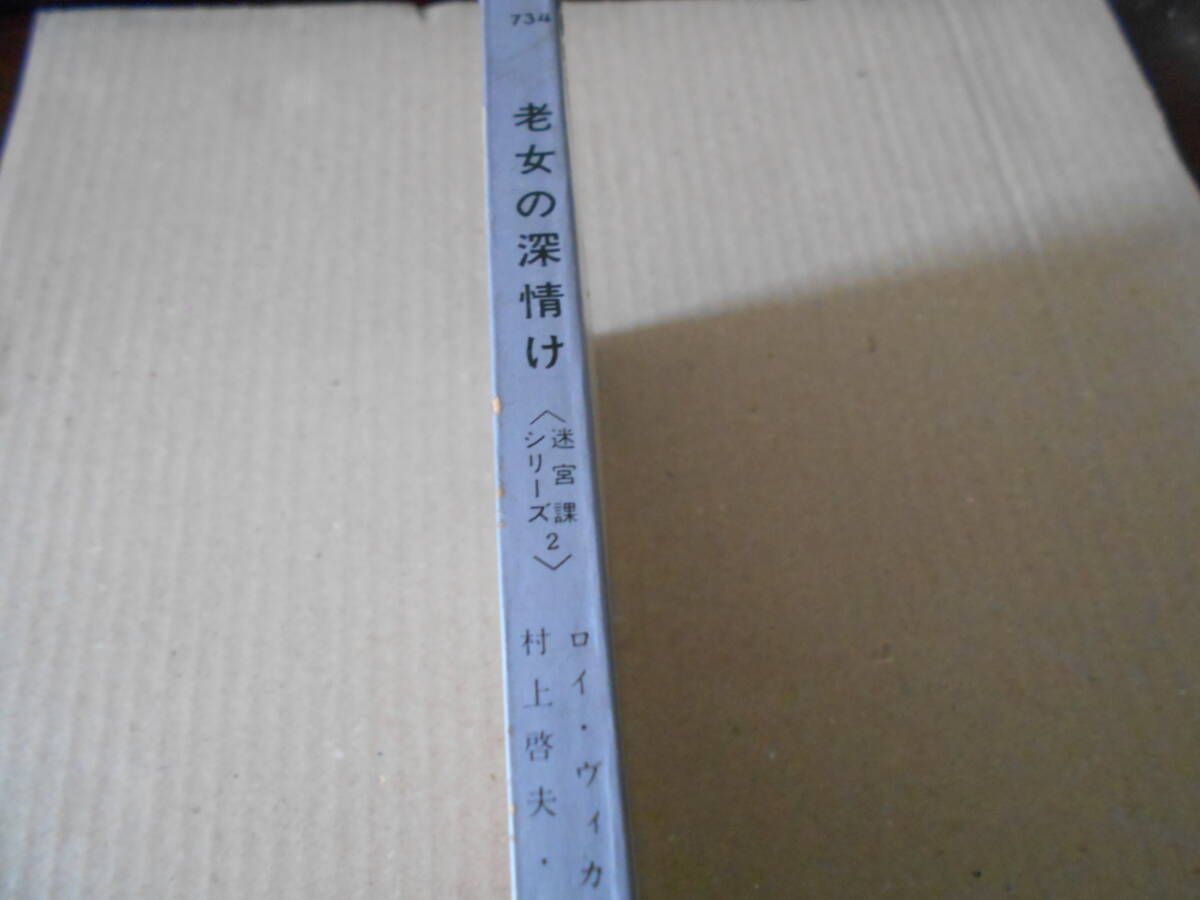 734
老女の深情け
〈迷宮課
シリーズ2〉
ロイ・ヴィカ
村上啓夫・